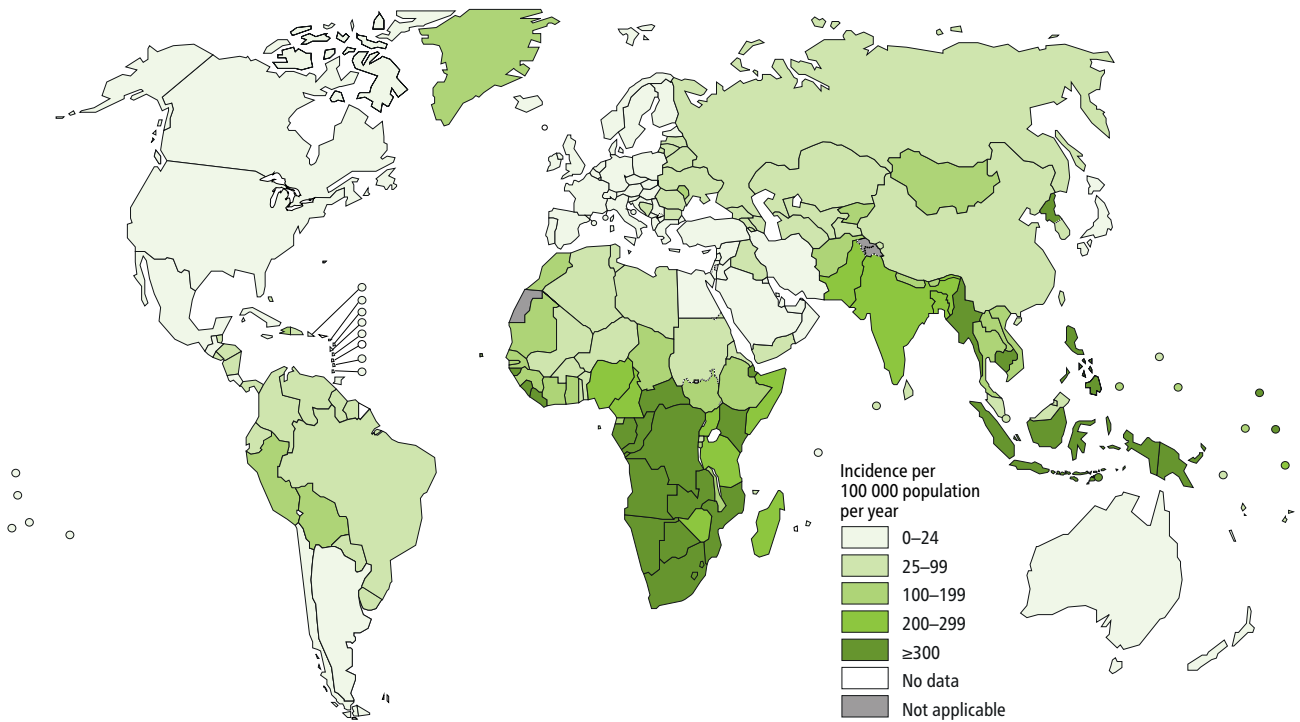 Incidence per
100 000 population
per year
0–24
25–99
100–199
200–299
≥300
No data
Not applicable